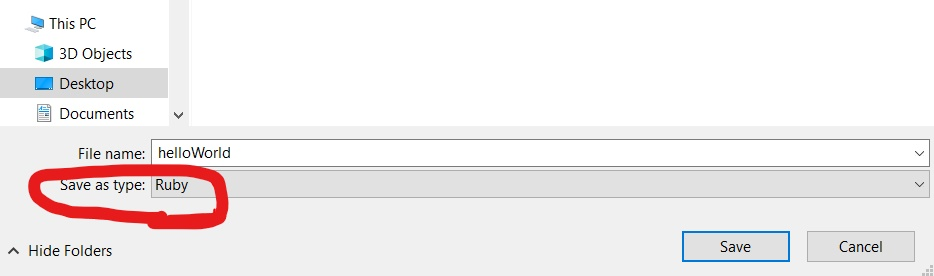 This PC
3D Objects
Desktop
Documents
File name: helloWorld
Save as type: Ruby
Hide Folders Save Cancel